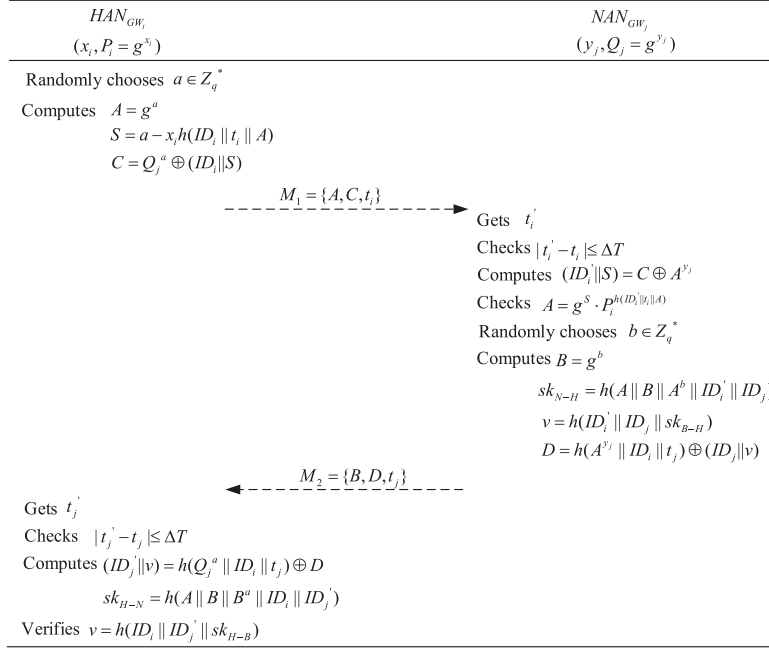 HAN_{GW_i} NAN_{GW_j}
(x_i, P_i = g^{x_i}) (y_j, Q_j = g^{y_j})
Randomly chooses a ∈ Z_q^*
Computes A = g^a
S = a − x_i h(ID_i || t_i || A)
C = Q_j^a ⊕ (ID_i||S)
M_1 = {A, C, t_i}
Gets t_i'
Checks | t_i' − t_i | ≤ ΔT
Computes (ID_i'||S) = C ⊕ A^{y_j}
Checks A = g^S · P_i^{h(ID_i'||t_i||A)}
Randomly chooses b ∈ Z_q^*
Computes B = g^b
sk_{N−H} = h(A || B || A^b || ID_i' || ID_j)
v = h(ID_i' || ID_j || sk_{B−H})
D = h(A^{y_j} || ID_i || t_j) ⊕ (ID_j||v)
M_2 = {B, D, t_j}
Gets t_j'
Checks | t_j' − t_j | ≤ ΔT
Computes (ID_j'||v) = h(Q_j^a || ID_i || t_j) ⊕ D
sk_{H−N} = h(A || B || B^a || ID_i || ID_j')
Verifies v = h(ID_i || ID_j' || sk_{H−B})